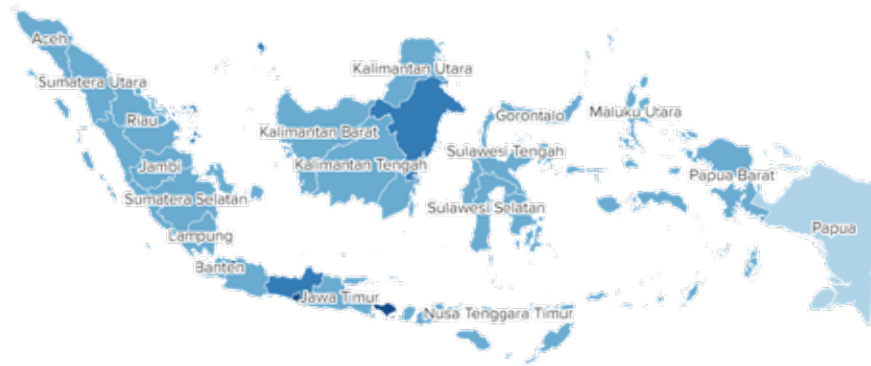 Aceh
Sumatera Utara
Riau
Jambi
Sumatera Selatan
Lampung
Banten
Jawa Timur
Kalimantan Utara
Kalimantan Barat
Kalimantan Tengah
Gorontalo
Sulawesi Tengah
Sulawesi Selatan
Nusa Tenggara Timur
Maluku Utara
Papua Barat
Papua